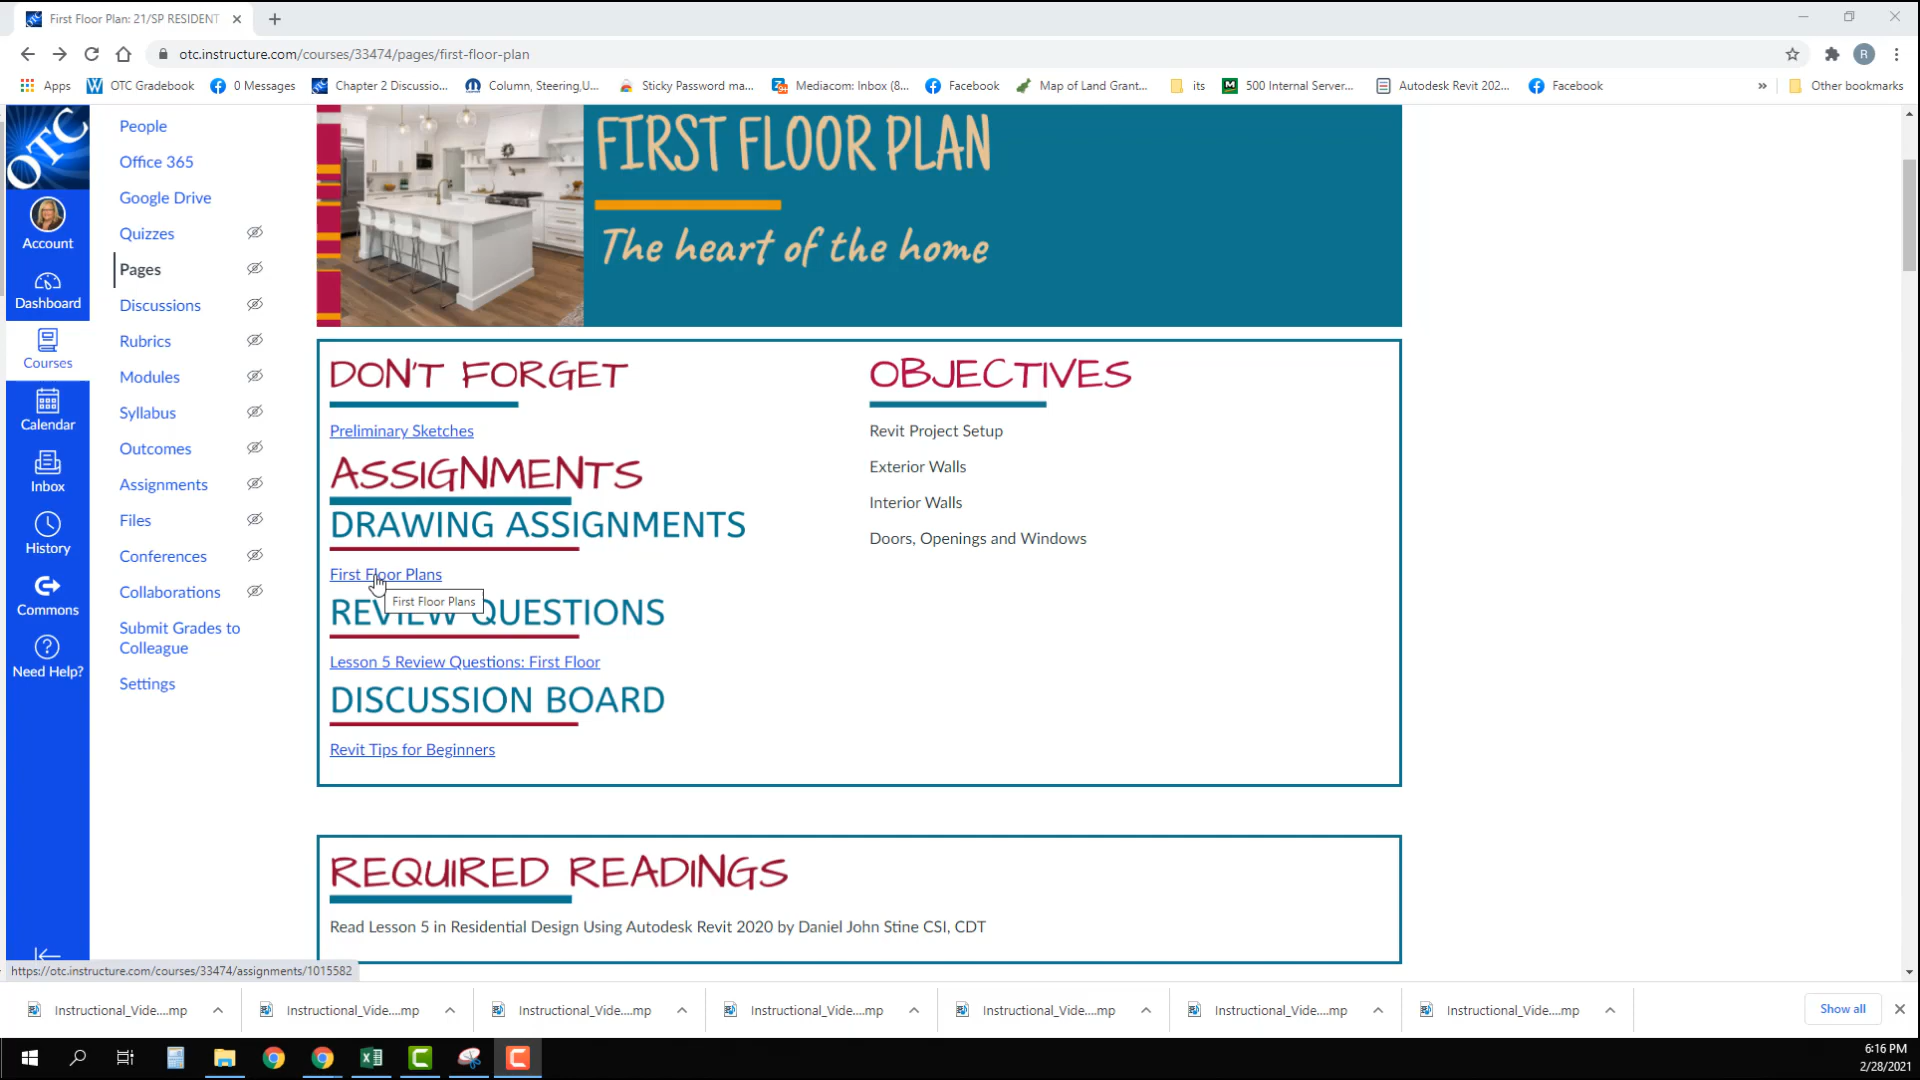 First Floor Plan: 21/SP RESIDENT
otc.instructure.com/courses/33474/pages/first-floor-plan
R
Apps
OTC Gradebook
0 Messages
Chapter 2 Discussio...
Column, Steering,U...
Sticky Password ma...
Mediacom: Inbox (8...
Facebook
Map of Land Grant...
its
500 Internal Server...
Autodesk Revit 202...
Facebook
»
Other bookmarks
OTC
Account
Dashboard
Courses
Calendar
Inbox
History
Commons
Need Help?
People
Office 365
Google Drive
Quizzes
Pages
Discussions
Rubrics
Modules
Syllabus
Outcomes
Assignments
Files
Conferences
Collaborations
Submit Grades to
Colleague
Settings
FIRST FLOOR PLAN
The heart of the home
DON'T FORGET
Preliminary Sketches
ASSIGNMENTS
DRAWING ASSIGNMENTS
First Floor Plans
First Floor Plans
REVIEW QUESTIONS
Lesson 5 Review Questions: First Floor
DISCUSSION BOARD
Revit Tips for Beginners
OBJECTIVES
Revit Project Setup
Exterior Walls
Interior Walls
Doors, Openings and Windows
REQUIRED READINGS
Read Lesson 5 in Residential Design Using Autodesk Revit 2020 by Daniel John Stine CSI, CDT
https://otc.instructure.com/courses/33474/assignments/1015582
Instructional_Vide....mp
Instructional_Vide....mp
Instructional_Vide....mp
Instructional_Vide....mp
Instructional_Vide....mp
Instructional_Vide....mp
Instructional_Vide....mp
Show all
6:16 PM
2/28/2021